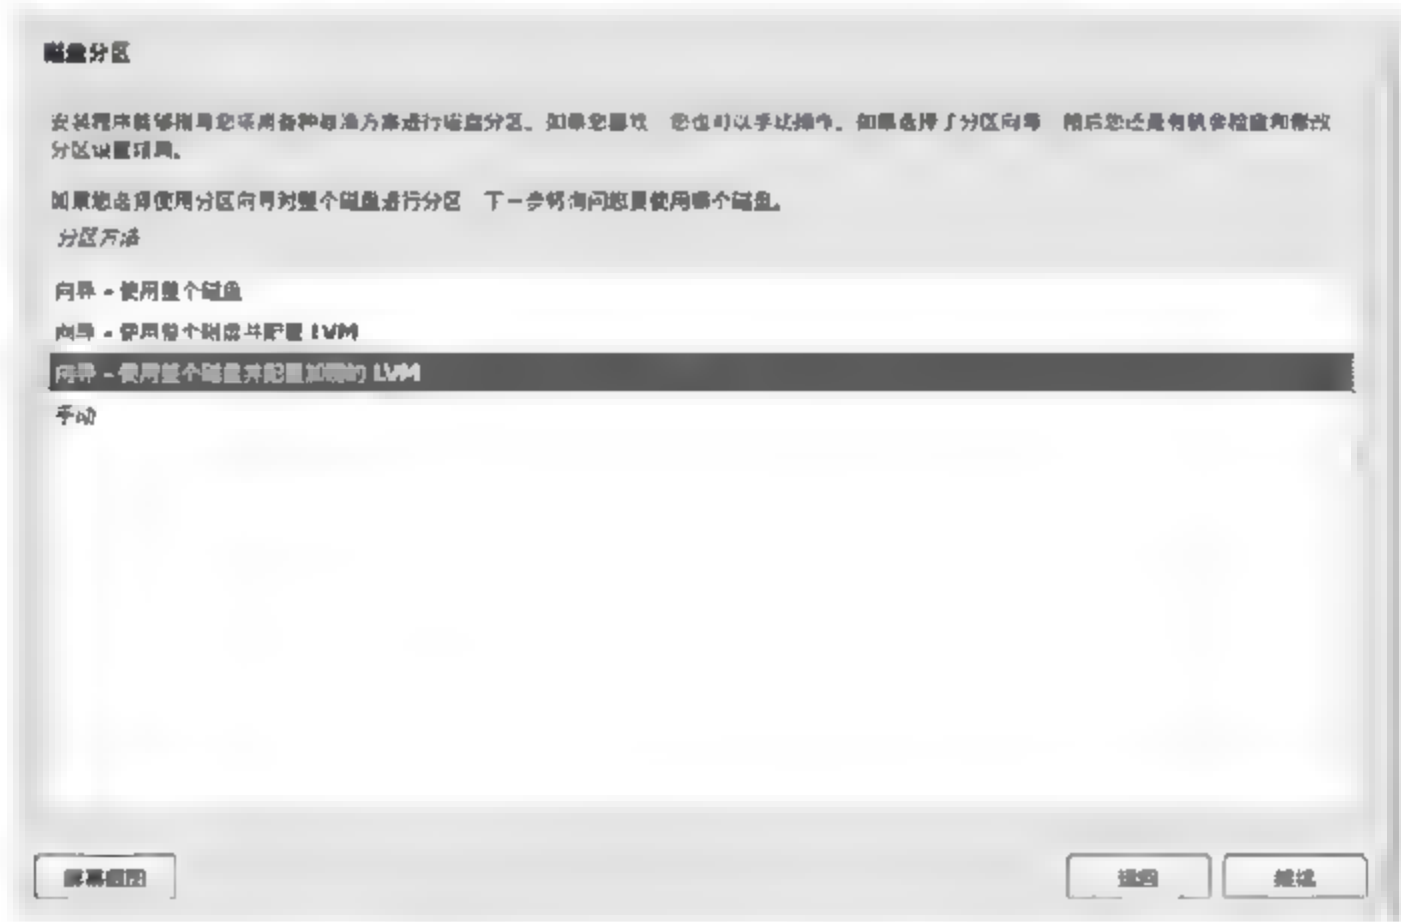 磁盘分区
安装程序能够指导您采用各种标准方案进行磁盘分区。如果您愿意，您也可以手动操作。如果选择了分区向导，稍后您还是有机会检查和修改
分区设置项目。
如果您选择使用分区向导对整个磁盘进行分区，下一步将询问您要使用哪个磁盘。
分区方法
向导 - 使用整个磁盘
向导 - 使用整个磁盘并配置 LVM
向导 - 使用整个磁盘并配置加密的 LVM
手动
屏幕截图
返回
继续